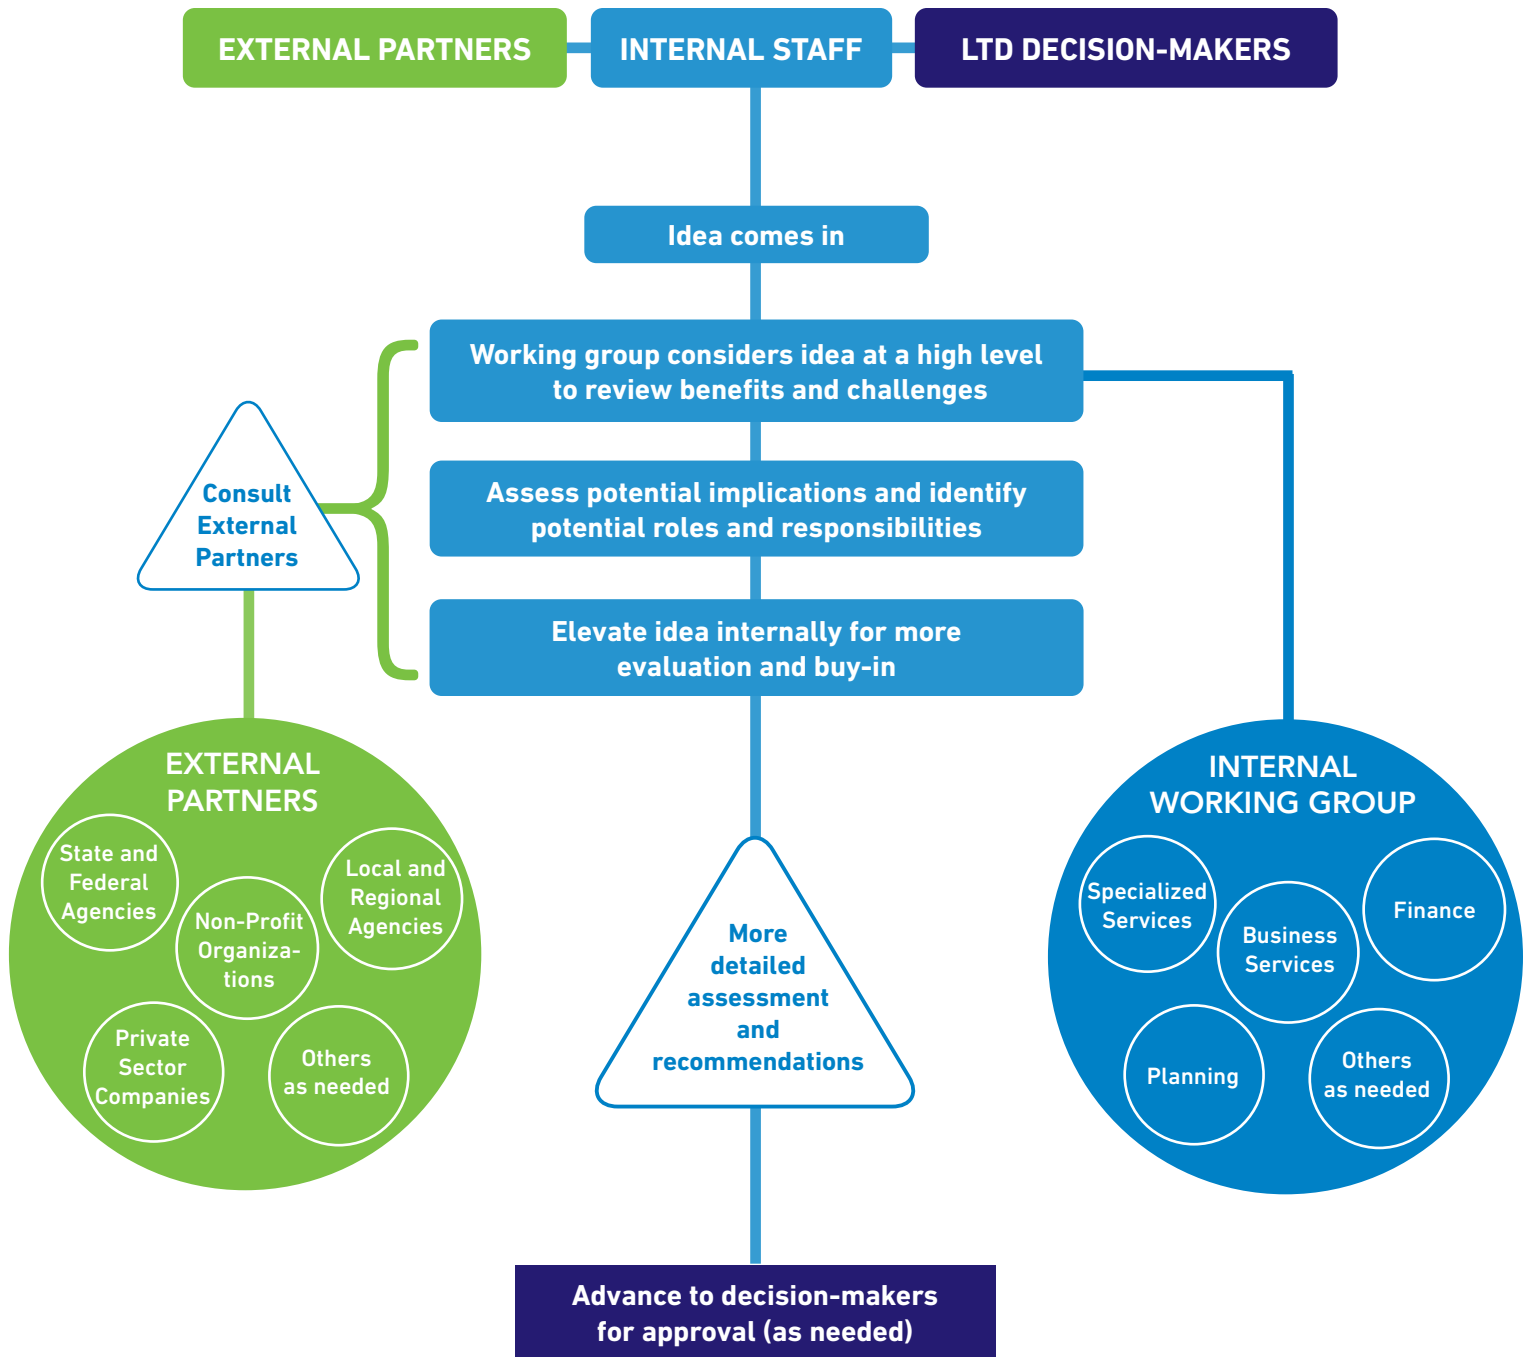 EXTERNAL PARTNERS
INTERNAL STAFF
LTD DECISION-MAKERS
Idea comes in
Working group considers idea at a high level
to review benefits and challenges
Consult
External
Partners
Assess potential implications and identify
potential roles and responsibilities
Elevate idea internally for more
evaluation and buy-in
EXTERNAL
PARTNERS
State and
Federal
Agencies
Local and
Regional
Agencies
Non-Profit
Organiza-
tions
Private
Sector
Companies
Others
as needed
More
detailed
assessment
and
recommendations
INTERNAL
WORKING GROUP
Specialized
Services
Business
Services
Finance
Planning
Others
as needed
Advance to decision-makers
for approval (as needed)